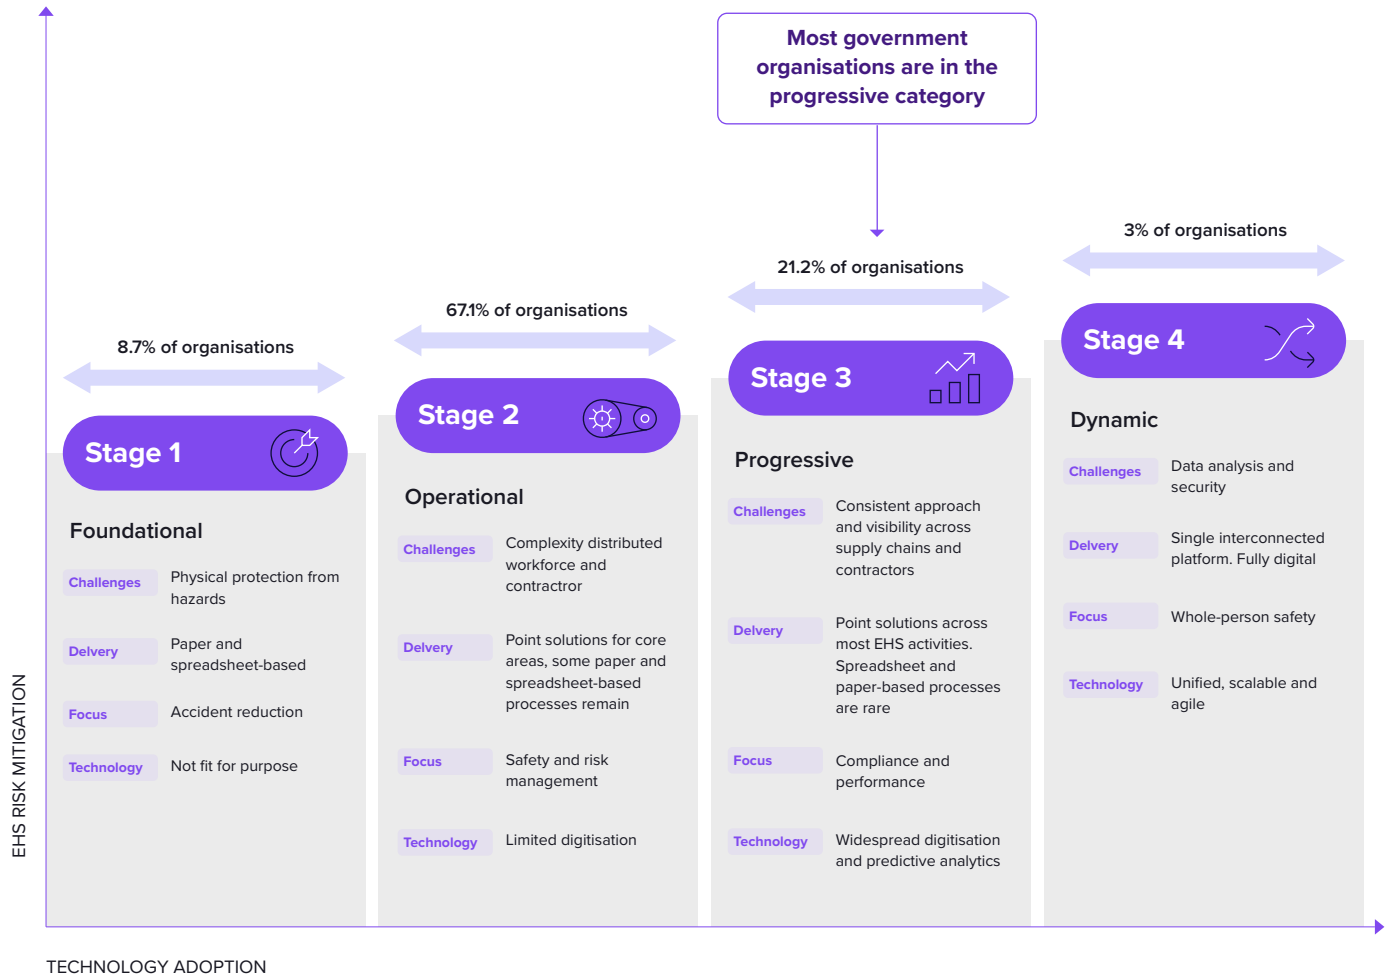 Most government
organisations are in the
progressive category
8.7% of organisations
Stage 1
Foundational
Challenges
Physical protection from
hazards
Delvery
Paper and
spreadsheet-based
Focus
Accident reduction
Technology
Not fit for purpose
67.1% of organisations
Stage 2
Operational
Challenges
Complexity distributed
workforce and
contractror
Delvery
Point solutions for core
areas, some paper and
spreadsheet-based
processes remain
Focus
Safety and risk
management
Technology
Limited digitisation
21.2% of organisations
Stage 3
Progressive
Challenges
Consistent approach
and visibility across
supply chains and
contractors
Delvery
Point solutions across
most EHS activities.
Spreadsheet and
paper-based processes
are rare
Focus
Compliance and
performance
Technology
Widespread digitisation
and predictive analytics
3% of organisations
Stage 4
Dynamic
Challenges
Data analysis and
security
Delvery
Single interconnected
platform. Fully digital
Focus
Whole-person safety
Technology
Unified, scalable and
agile
EHS RISK MITIGATION
TECHNOLOGY ADOPTION